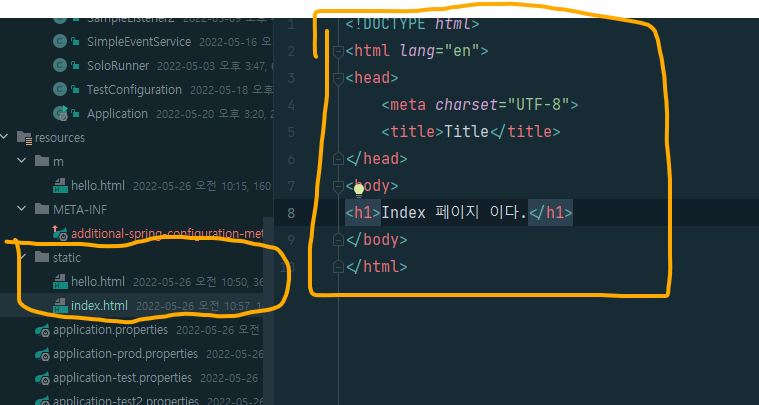 SampleListener2 2022-05-09 오후
SimpleEventService 2022-05-16 오
SoloRunner 2022-05-03 오후 3:47, 6
TestConfiguration 2022-05-18 오
Application 2022-05-20 오후 3:20, 2
resources
m
hello.html 2022-05-26 오전 10:15, 160
META-INF
additional-spring-configuration-met
static
hello.html 2022-05-26 오전 10:50, 36
index.html 2022-05-26 오전 10:57, 1
application.properties 2022-05-26 오전
application-prod.properties 2022-05-26
application-test.properties 2022-05-26
application-test2.properties 2022-05-26
1 <!DOCTYPE html>
2 <html lang="en">
3 <head>
4 <meta charset="UTF-8">
5 <title>Title</title>
6 </head>
7 <body>
8 <h1>Index 페이지 이다.</h1>
9 </body>
10 </html>